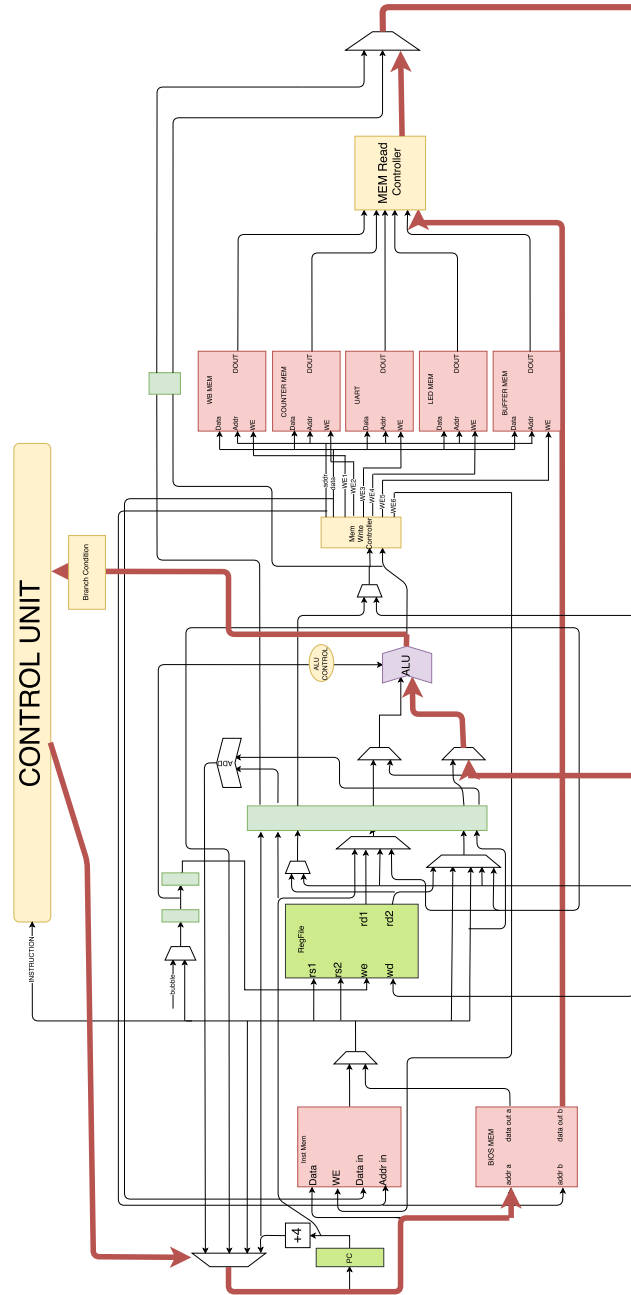 CONTROL UNIT
INSTRUCTION
Branch Condition
bubble
MEM Read
Controller
WB MEM
DOUT
Data
Addr
WE
COUNTER MEM
DOUT
Data
Addr
WE
UART
DOUT
Data
Addr
WE
LED MEM
DOUT
Data
Addr
WE
BUFFER MEM
DOUT
Data
Addr
WE
addr
data
WE1
WE2
WE3
WE4
WE5
WE6
Mem
Write
Controller
ALU
CONTROL
ALU
ADD
RegFile
rs1
rs2
we
wd
rd1
rd2
Inst Mem
Data
WE
Data in
Addr in
BIOS MEM
addr a
data out a
addr b
data out b
+4
PC